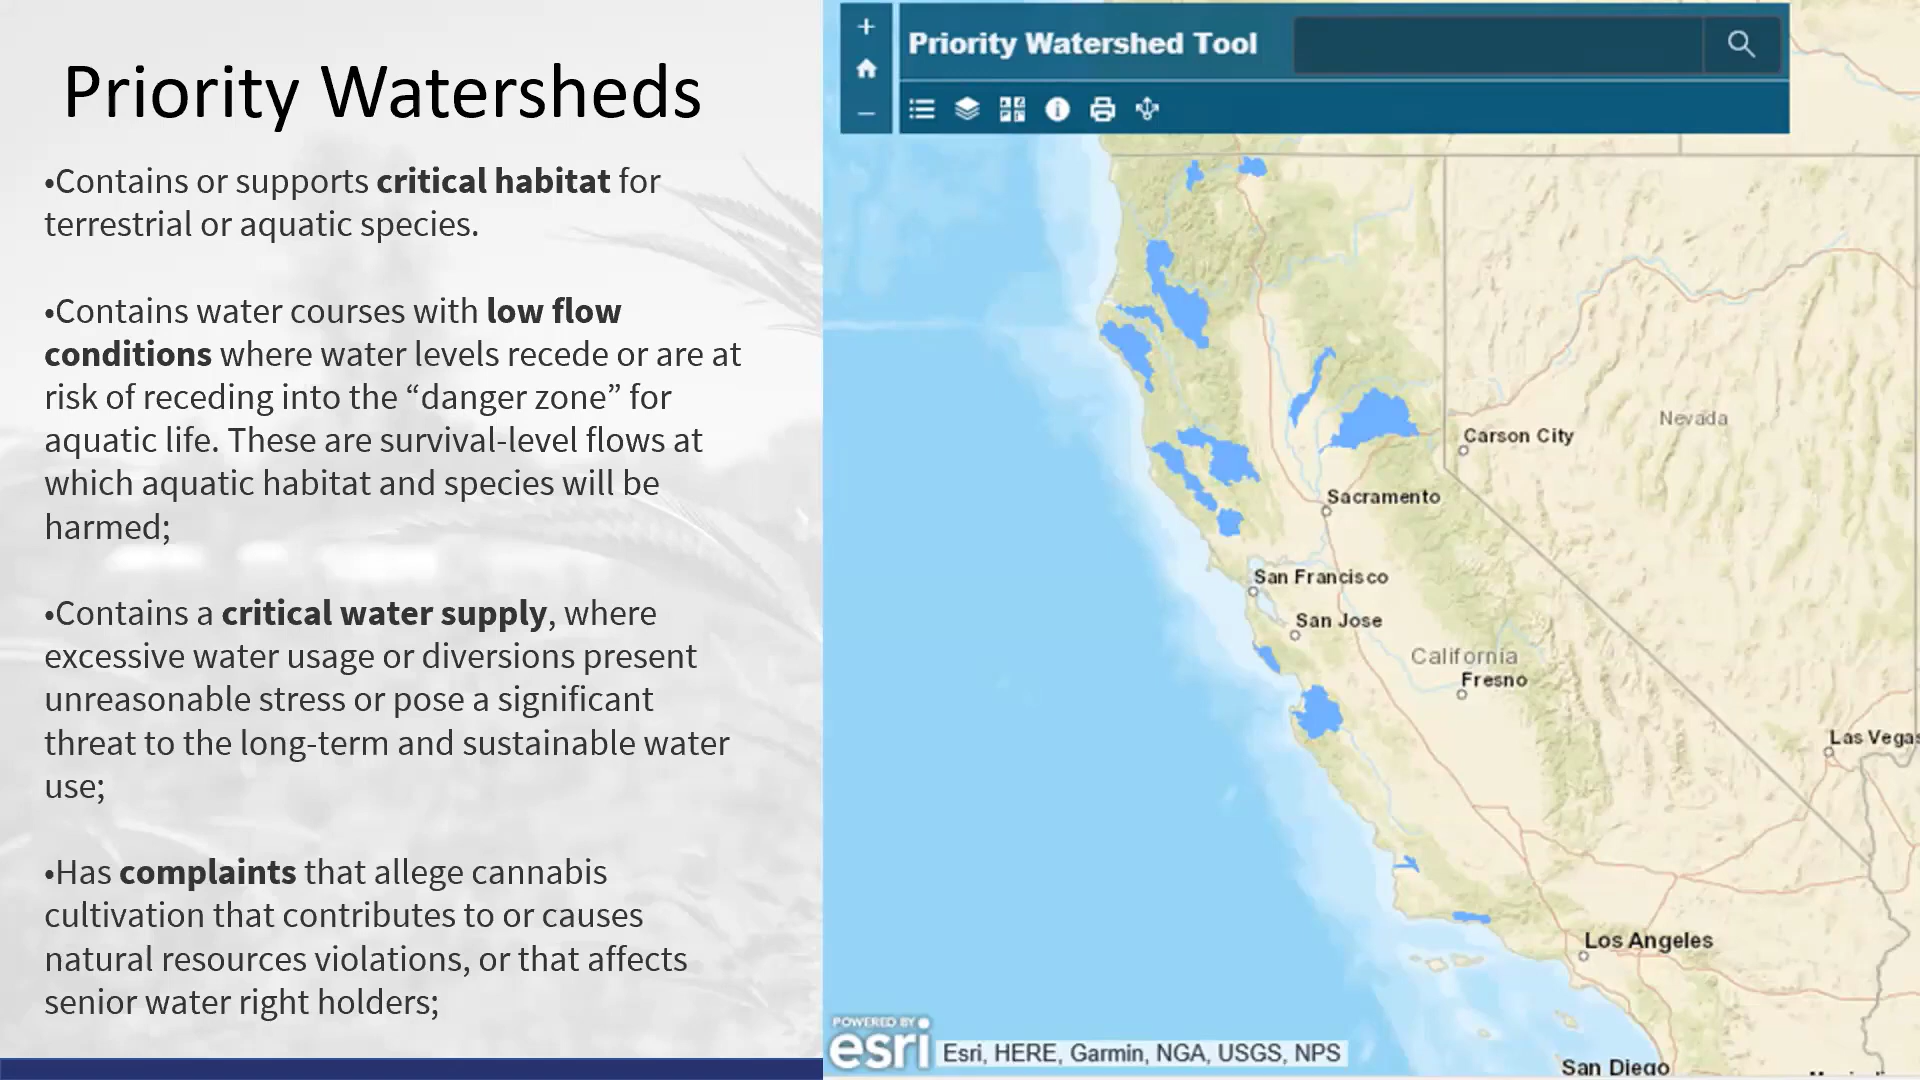 Priority Watersheds
•Contains or supports critical habitat for
terrestrial or aquatic species.
•Contains water courses with low flow
conditions where water levels recede or are at
risk of receding into the “danger zone” for
aquatic life. These are survival-level flows at
which aquatic habitat and species will be
harmed;
•Contains a critical water supply, where
excessive water usage or diversions present
unreasonable stress or pose a significant
threat to the long-term and sustainable water
use;
•Has complaints that allege cannabis
cultivation that contributes to or causes
natural resources violations, or that affects
senior water right holders;
Priority Watershed Tool
Nevada
Carson City
Sacramento
San Francisco
San Jose
California
Fresno
Las Vegas
Los Angeles
San Diego
POWERED BY
esri
Esri, HERE, Garmin, NGA, USGS, NPS